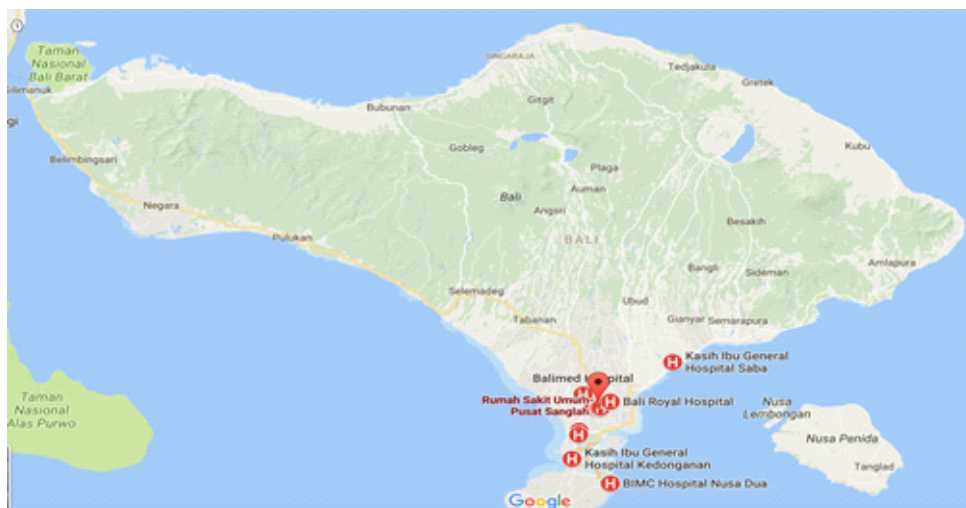 Taman
Nasional
Bali Barat
SINGARAJA
Tedjakula
Gretek
Gilimanuk
Bubunan
Gitgit
gi
Gobleg
Kubu
Belimbingsari
Plaga
Auman
Bali
Negara
Angsri
Besakih
Pulukan
BALI
Bangli
Sideman
Amlapura
Selemadeg
Ubud
Tabanan
Gianyar
Semarapura
Kasih Ibu General
Hospital Saba
Balimed Hospital
Taman
Nasional
Alas Purwo
Rumah Sakit Umum
Pusat Sanglah
Bali Royal Hospital
Nusa
Lembongan
Nusa Penida
Kasih Ibu General
Hospital Kedonganan
Tanglad
BIMC Hospital Nusa Dua
Google